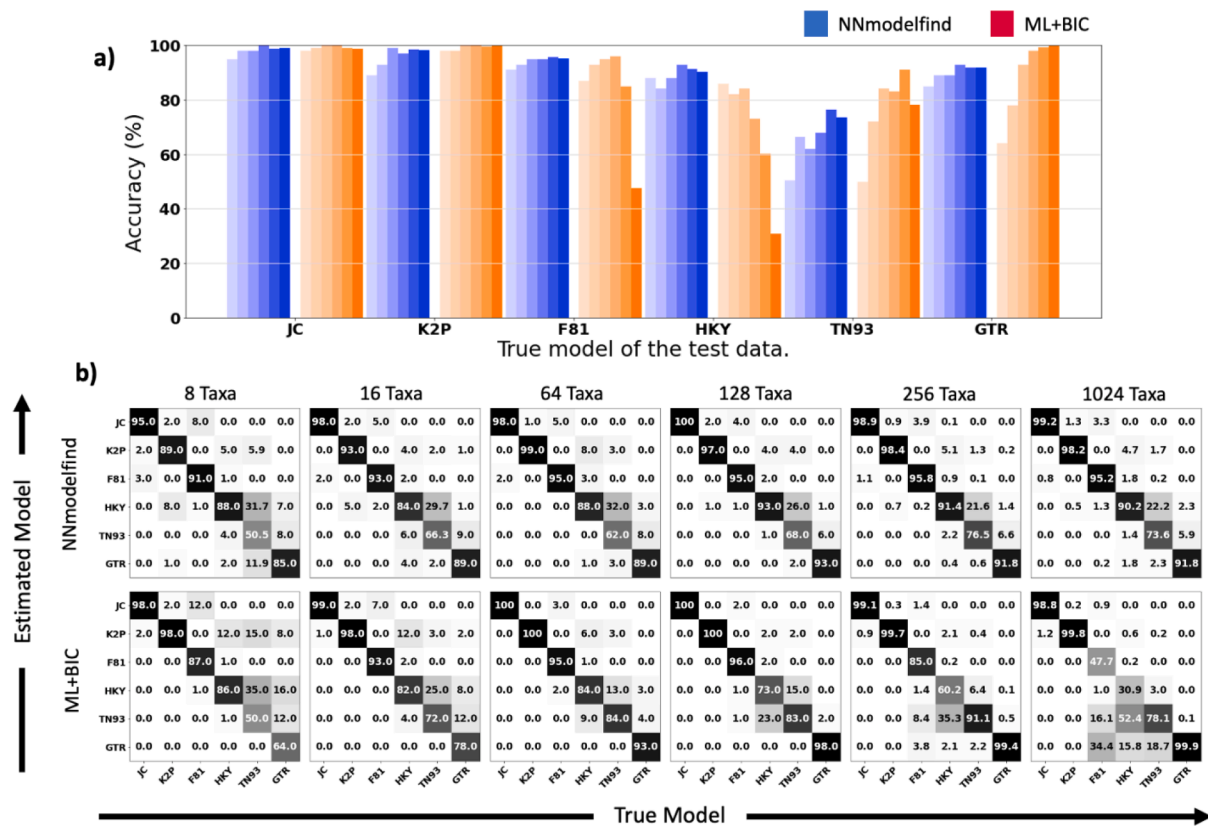 NNmodelfind ML+BIC
a)
Accuracy (%)
100
80
60
40
20
0
JC K2P F81 HKY TN93 GTR
True model of the test data.
b)
Estimated Model
NNmodelfind
ML+BIC
8 Taxa 16 Taxa 64 Taxa 128 Taxa 256 Taxa 1024 Taxa
JC 95.0 2.0 8.0 0.0 0.0 0.0 98.0 2.0 5.0 0.0 0.0 0.0 98.0 1.0 5.0 0.0 0.0 0.0 100 2.0 4.0 0.0 0.0 0.0 98.9 0.9 3.9 0.1 0.0 0.0 99.2 1.3 3.3 0.0 0.0 0.0
K2P 2.0 89.0 0.0 5.0 5.9 0.0 0.0 93.0 0.0 4.0 2.0 1.0 0.0 99.0 0.0 8.0 3.0 0.0 0.0 97.0 0.0 4.0 4.0 0.0 0.0 98.4 0.0 5.1 1.3 0.2 0.0 98.2 0.0 4.7 1.7 0.0
F81 3.0 0.0 91.0 1.0 0.0 0.0 2.0 0.0 93.0 2.0 0.0 0.0 2.0 0.0 95.0 3.0 0.0 0.0 0.0 0.0 95.0 2.0 0.0 0.0 1.1 0.0 95.8 0.9 0.1 0.0 0.8 0.0 95.2 1.8 0.2 0.0
HKY 0.0 8.0 1.0 88.0 31.7 7.0 0.0 5.0 2.0 84.0 29.7 1.0 0.0 0.0 0.0 88.0 32.0 3.0 0.0 1.0 1.0 93.0 26.0 1.0 0.0 0.7 0.2 91.4 21.6 1.4 0.0 0.5 1.3 90.2 22.2 2.3
TN93 0.0 0.0 0.0 4.0 50.5 8.0 0.0 0.0 0.0 6.0 66.3 9.0 0.0 0.0 0.0 0.0 62.0 8.0 0.0 0.0 0.0 1.0 68.0 6.0 0.0 0.0 0.0 2.2 76.5 6.6 0.0 0.0 0.0 1.4 73.6 5.9
GTR 0.0 1.0 0.0 2.0 11.9 85.0 0.0 0.0 0.0 4.0 2.0 89.0 0.0 0.0 0.0 1.0 3.0 89.0 0.0 0.0 0.0 0.0 2.0 93.0 0.0 0.0 0.0 0.4 0.6 91.8 0.0 0.0 0.2 1.8 2.3 91.8
JC 98.0 2.0 12.0 0.0 0.0 0.0 99.0 2.0 7.0 0.0 0.0 0.0 100 0.0 3.0 0.0 0.0 0.0 100 0.0 2.0 0.0 0.0 0.0 99.1 0.3 1.4 0.0 0.0 0.0 98.8 0.2 0.9 0.0 0.0 0.0
K2P 2.0 98.0 0.0 12.0 15.0 8.0 1.0 98.0 0.0 12.0 3.0 2.0 0.0 100 0.0 6.0 3.0 0.0 0.0 100 0.0 2.0 2.0 0.0 0.9 99.7 0.0 2.1 0.4 0.0 1.2 99.8 0.0 0.6 0.2 0.0
F81 0.0 0.0 87.0 1.0 0.0 0.0 0.0 0.0 93.0 2.0 0.0 0.0 0.0 0.0 95.0 1.0 0.0 0.0 0.0 0.0 96.0 2.0 0.0 0.0 0.0 0.0 85.0 0.2 0.0 0.0 0.0 0.0 47.7 0.2 0.0 0.0
HKY 0.0 0.0 1.0 86.0 35.0 16.0 0.0 0.0 0.0 82.0 25.0 8.0 0.0 0.0 2.0 84.0 13.0 3.0 0.0 0.0 1.0 73.0 15.0 0.0 0.0 0.0 1.4 60.2 6.4 0.1 0.0 0.0 1.0 30.9 3.0 0.0
TN93 0.0 0.0 0.0 1.0 50.0 12.0 0.0 0.0 0.0 4.0 72.0 12.0 0.0 0.0 0.0 9.0 84.0 4.0 0.0 0.0 1.0 23.0 83.0 2.0 0.0 0.0 8.4 35.3 91.1 0.5 0.0 0.0 16.1 52.4 78.1 0.1
GTR 0.0 0.0 0.0 0.0 0.0 64.0 0.0 0.0 0.0 0.0 0.0 78.0 0.0 0.0 0.0 0.0 0.0 93.0 0.0 0.0 0.0 0.0 0.0 98.0 0.0 0.0 3.8 2.1 2.2 99.4 0.0 0.0 34.4 15.8 18.7 99.9
JC K2P F81 HKY TN93 GTR JC K2P F81 HKY TN93 GTR JC K2P F81 HKY TN93 GTR JC K2P F81 HKY TN93 GTR JC K2P F81 HKY TN93 GTR JC K2P F81 HKY TN93 GTR
True Model